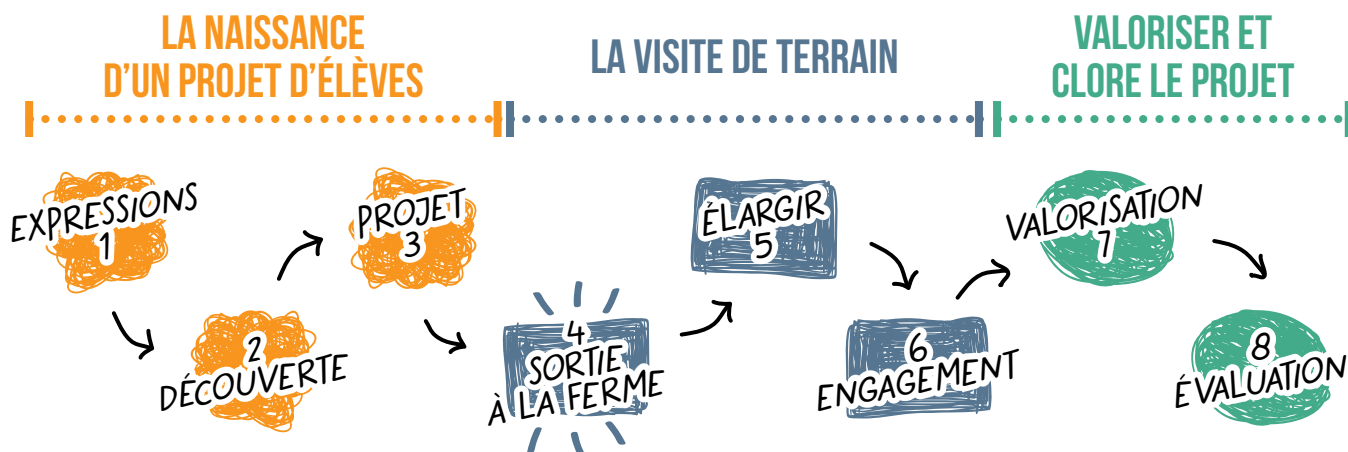 LA NAISSANCE
D'UN PROJET D'ÉLÈVES
LA VISITE DE TERRAIN
VALORISER ET
CLORE LE PROJET
EXPRESSIONS
1
2
DÉCOUVERTE
PROJET
3
4
SORTIE
À LA FERME
ÉLARGIR
5
6
ENGAGEMENT
VALORISATION
7
8
ÉVALUATION